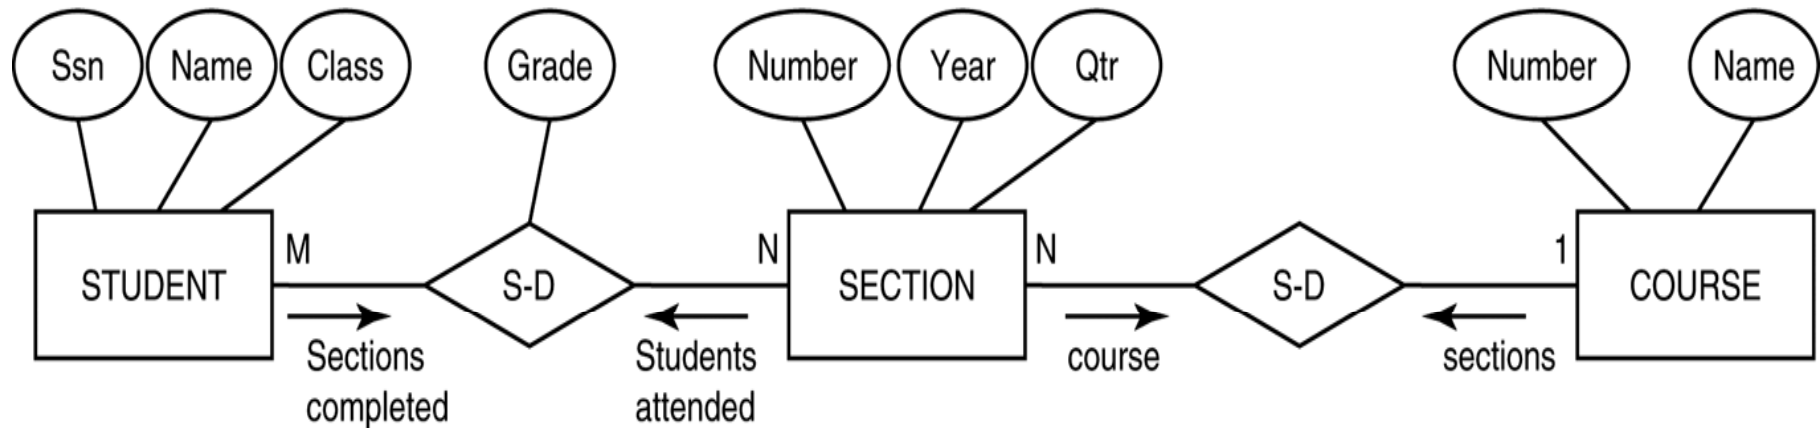 Ssn Name Class Grade Number Year Qtr Number Name
M N N 1
STUDENT S-D SECTION S-D COURSE
Sections Students course sections
completed attended